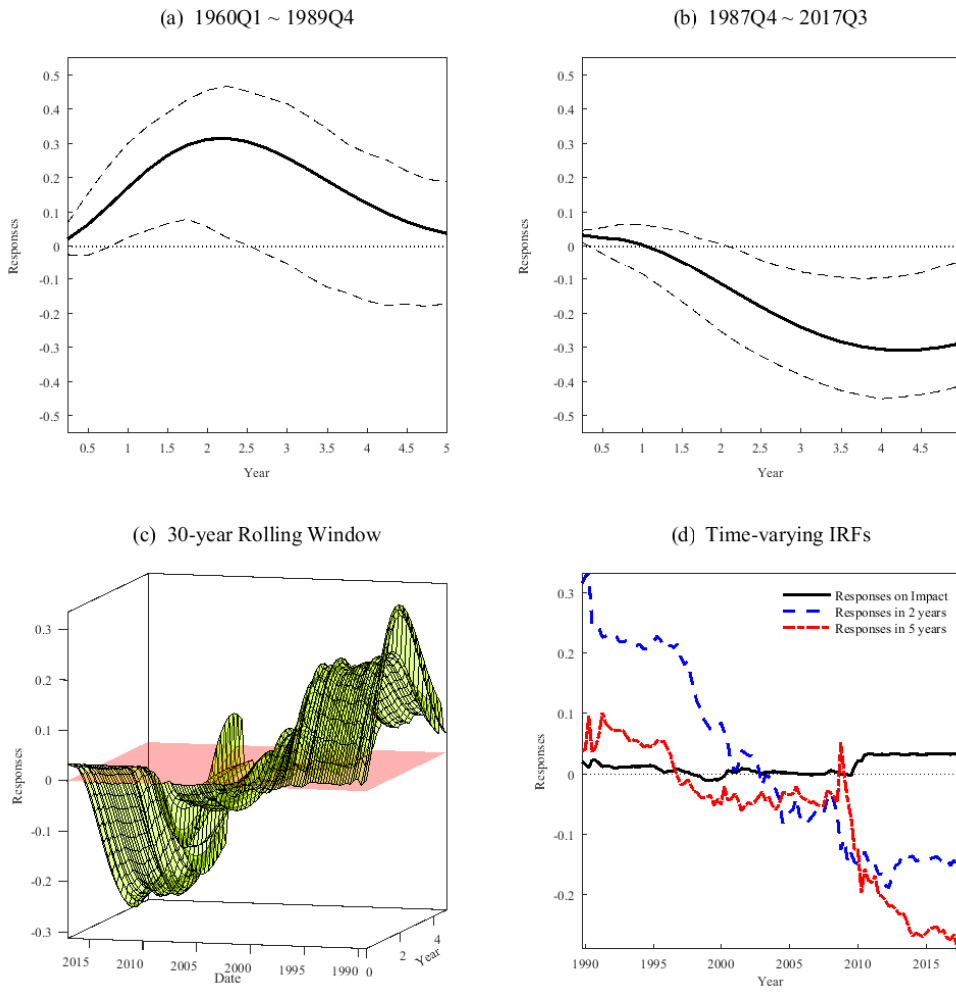 (a) 1960Q1 ~ 1989Q4
0.5
0.4
0.3
0.2
0.1
0
-0.1
-0.2
-0.3
-0.4
-0.5
Responses
0.5 1 1.5 2 2.5 3 3.5 4 4.5 5
Year
(b) 1987Q4 ~ 2017Q3
0.5
0.4
0.3
0.2
0.1
0
-0.1
-0.2
-0.3
-0.4
-0.5
Responses
0.5 1 1.5 2 2.5 3 3.5 4 4.5
Year
(c) 30-year Rolling Window
0.3
0.2
0.1
0
-0.1
-0.2
-0.3
Responses
2015 2010 2005 2000 1995 1990
Date
0 2 4
Year
(d) Time-varying IRFs
Responses on Impact
Responses in 2 years
Responses in 5 years
0.3
0.2
0.1
0
-0.1
-0.2
Responses
1990 1995 2000 2005 2010 2015
Year